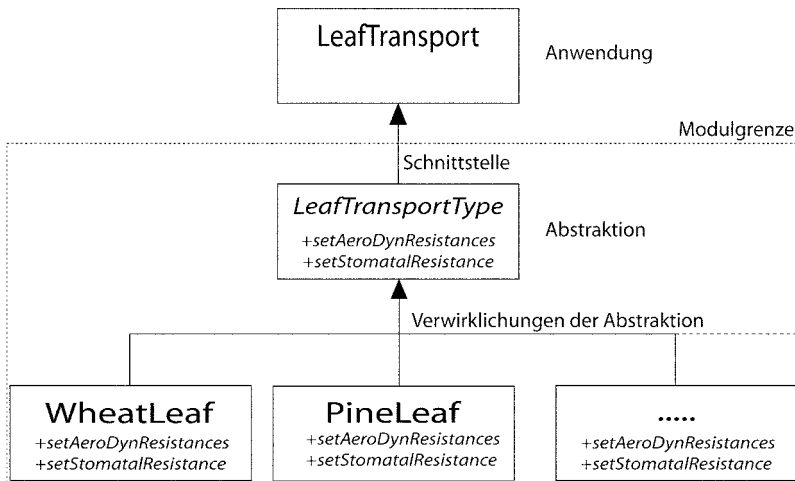 LeafTransport
Anwendung
Modulgrenze
Schnittstelle
LeafTransportType
+setAeroDynResistances
+setStomatalResistance
Abstraktion
Verwirklichungen der Abstraktion
WheatLeaf
+setAeroDynResistances
+setStomatalResistance
PineLeaf
+setAeroDynResistances
+setStomatalResistance
.....
+setAeroDynResistances
+setStomatalResistance